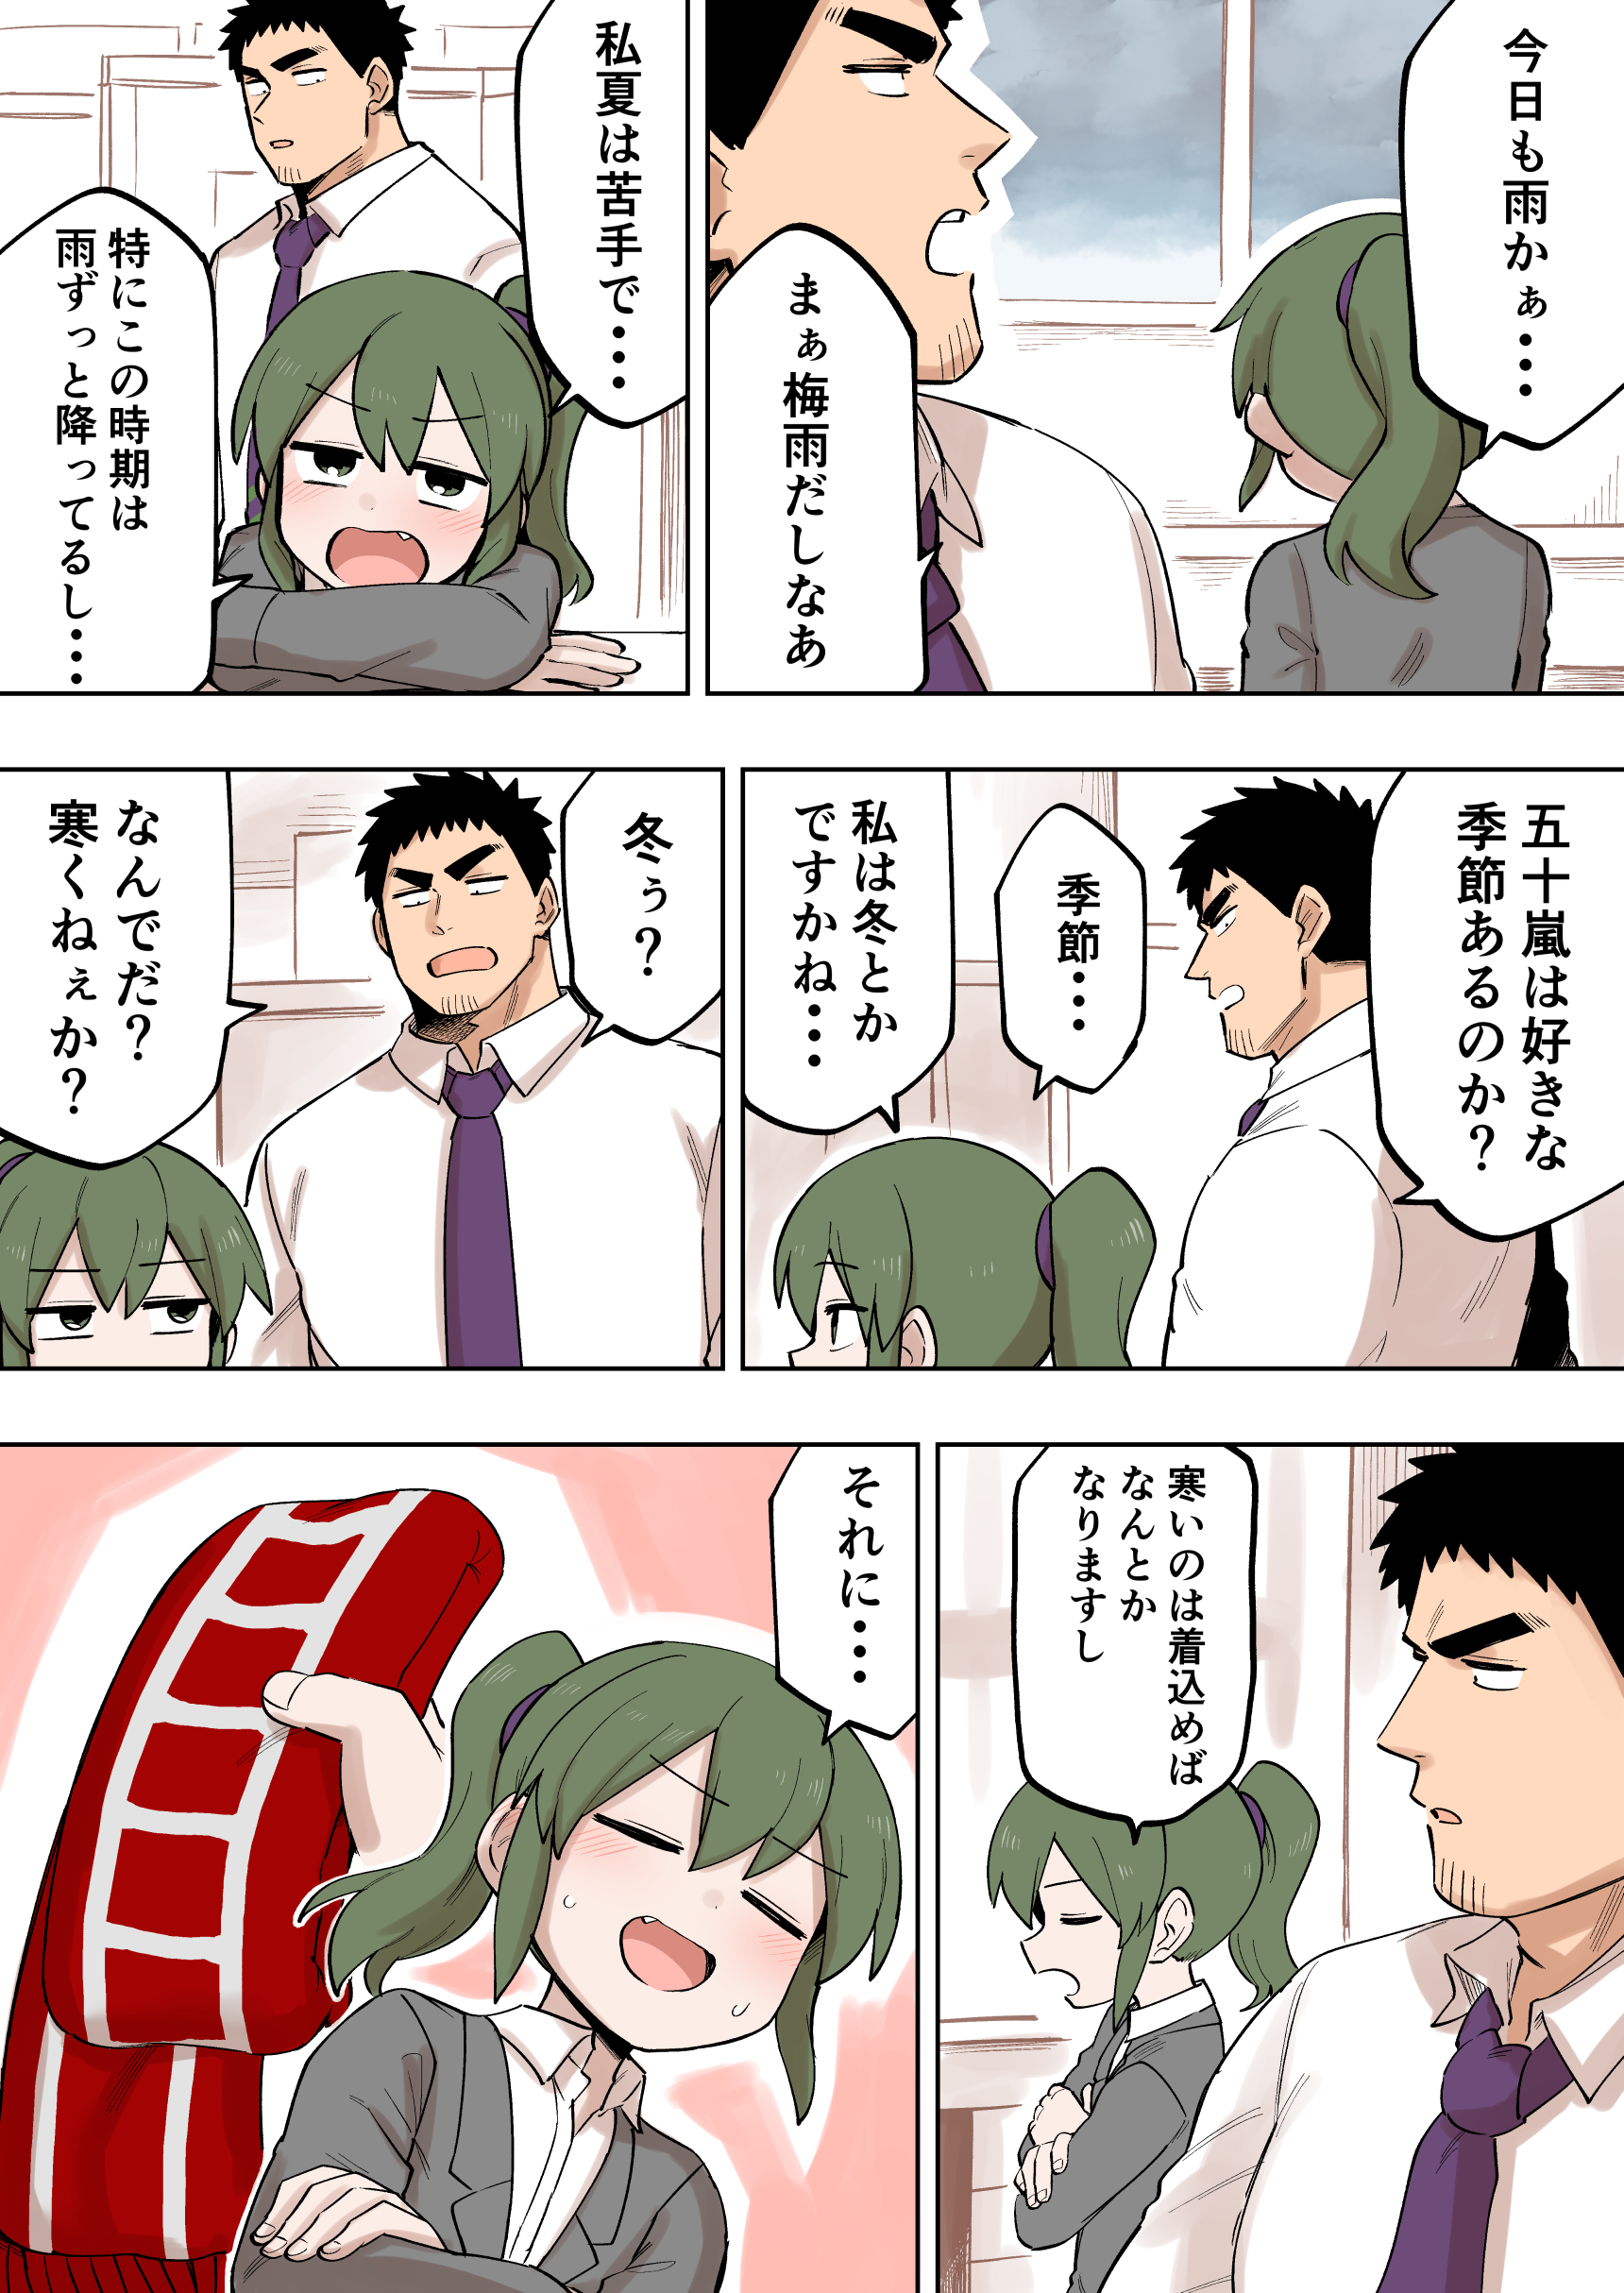 今日も雨かぁ・・・
まぁ梅雨だしなあ
私夏は苦手で・・・
特にこの時期は
雨ずっと降ってるし・・・
五十嵐は好きな
季節あるのか？
季節・・・
私は冬とか
ですかね・・・
冬ぅ？
なんでだ？
寒くねぇか？
寒いのは着込めば
なんとか
なりますし
それに・・・